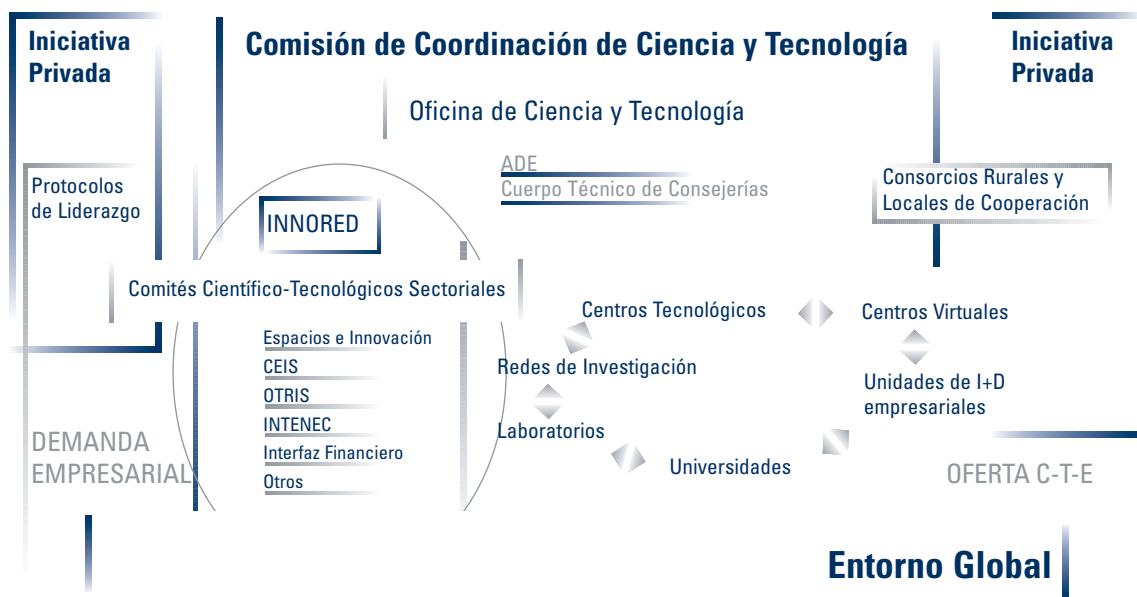 Iniciativa
Privada
Comisión de Coordinación de Ciencia y Tecnología
Iniciativa
Privada
Oficina de Ciencia y Tecnología
ADE
Cuerpo Técnico de Consejerías
Protocolos
de Liderazgo
INNORED
Consorcios Rurales y
Locales de Cooperación
Comités Científico-Tecnológicos Sectoriales
Centros Tecnológicos
Centros Virtuales
Espacios e Innovación
CEIS
OTRIS
INTENEC
Interfaz Financiero
Otros
Redes de Investigación
Unidades de I+D
empresariales
Laboratorios
Universidades
DEMANDA
EMPRESARIAL
OFERTA C-T-E
Entorno Global